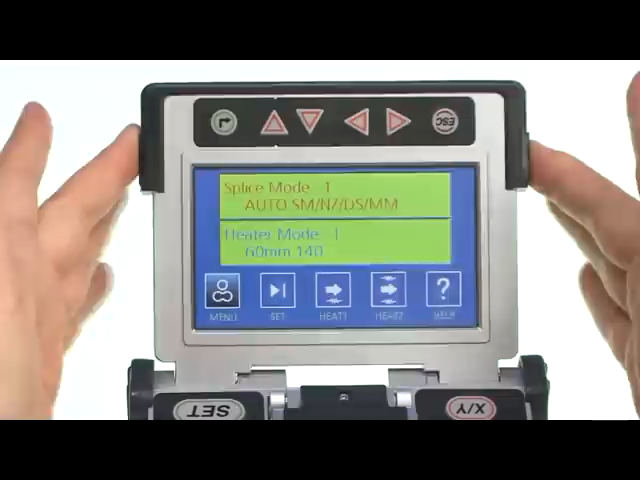 ESC
Splice Mode : 1
AUTO SM/NZ/DS/MM
Heater Mode : 1
60mm 140
MENU SET HEAT1 HEAT2 HELP
SET X/Y